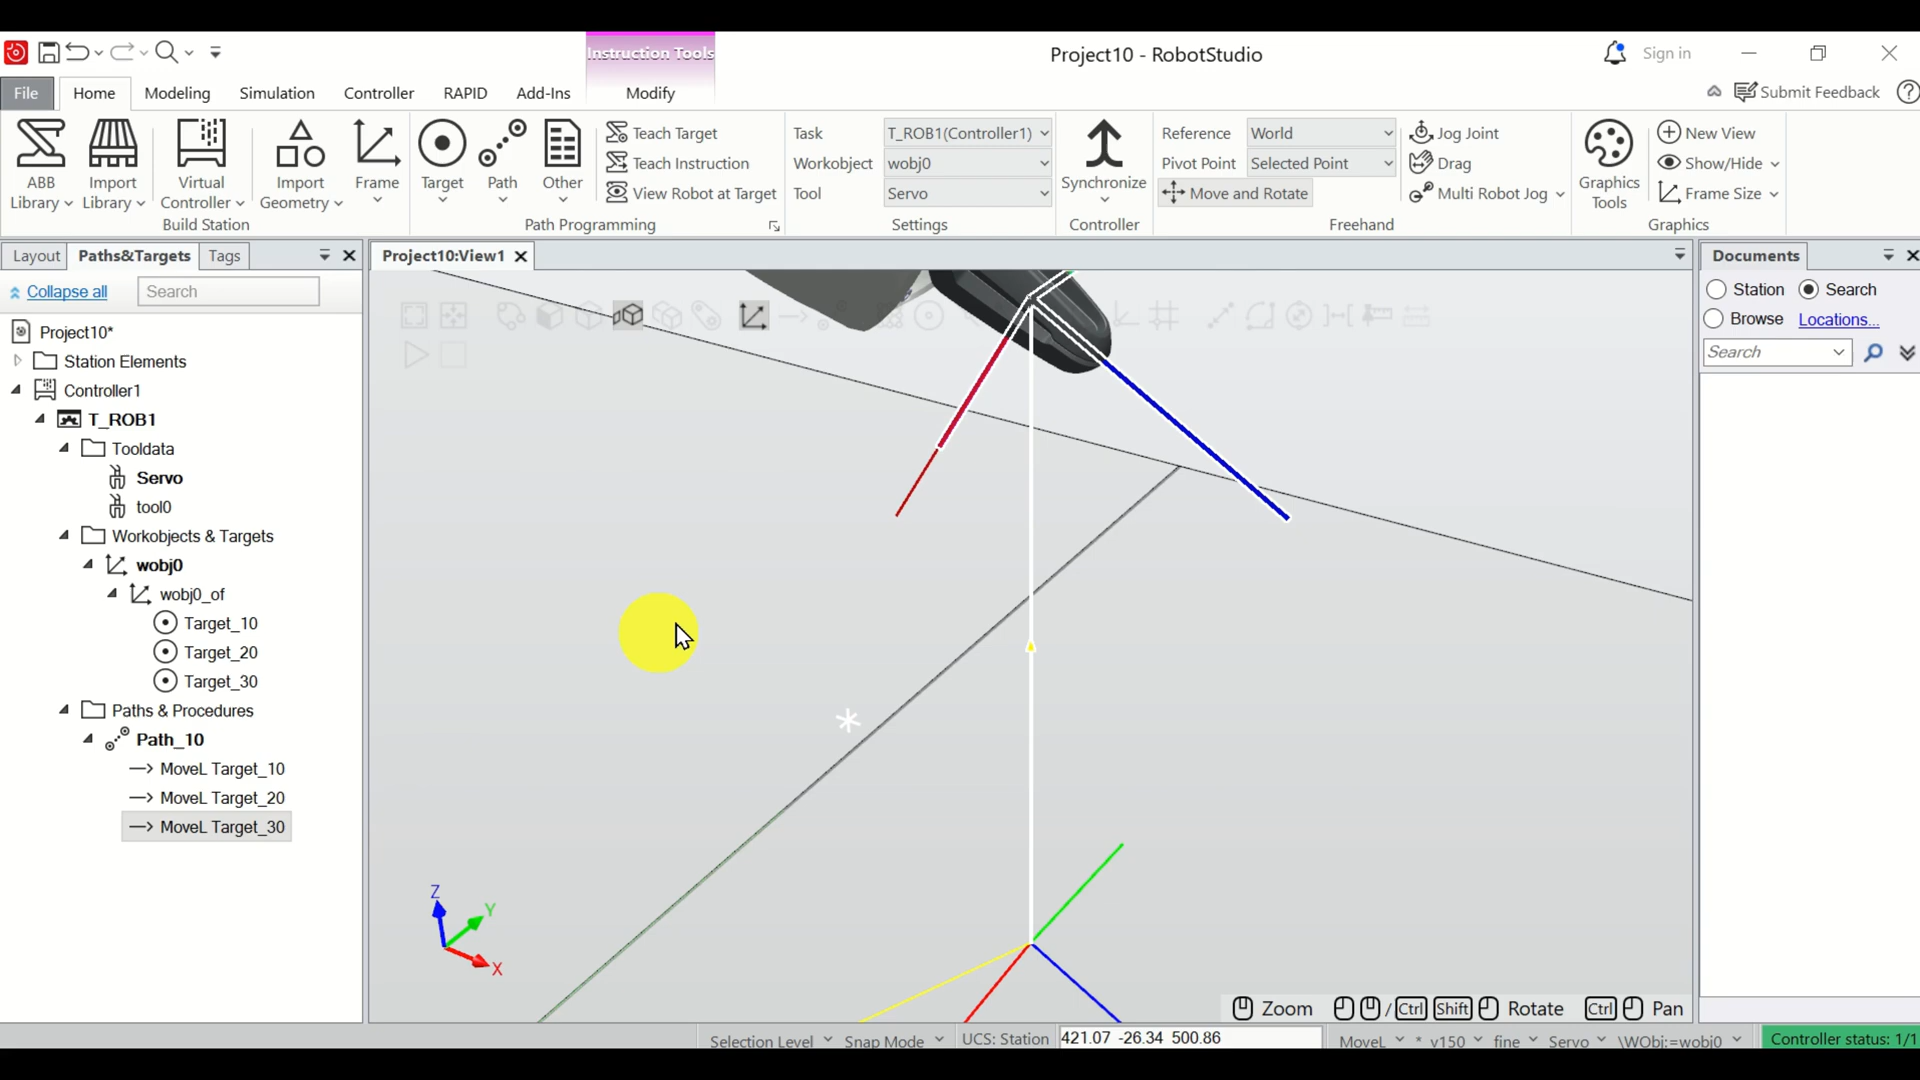 Instruction Tools
Project10 - RobotStudio
Sign in
File
Home
Modeling
Simulation
Controller
RAPID
Add-Ins
Modify
Submit Feedback
ABB Library
Import Library
Virtual Controller
Import Geometry
Frame
Build Station
Target
Path
Other
Teach Target
Teach Instruction
View Robot at Target
Path Programming
Task T_ROB1(Controller1)
Workobject wobj0
Tool Servo
Settings
Synchronize
Controller
Reference World
Pivot Point Selected Point
Move and Rotate
Jog Joint
Drag
Multi Robot Jog
Freehand
Graphics Tools
New View
Show/Hide
Frame Size
Graphics
Layout
Paths&Targets
Tags
Collapse all
Search
Project10*
Station Elements
Controller1
T_ROB1
Tooldata
Servo
tool0
Workobjects & Targets
wobj0
wobj0_of
Target_10
Target_20
Target_30
Paths & Procedures
Path_10
MoveL Target_10
MoveL Target_20
MoveL Target_30
Project10:View1
Z
Y
X
Zoom
/ Ctrl Shift Rotate
Ctrl Pan
Documents
Station
Search
Browse
Locations...
Search
Selection Level
Snap Mode
UCS: Station
421.07 -26.34 500.86
MoveL * v150 fine Servo \WObj:=wobj0
Controller status: 1/1